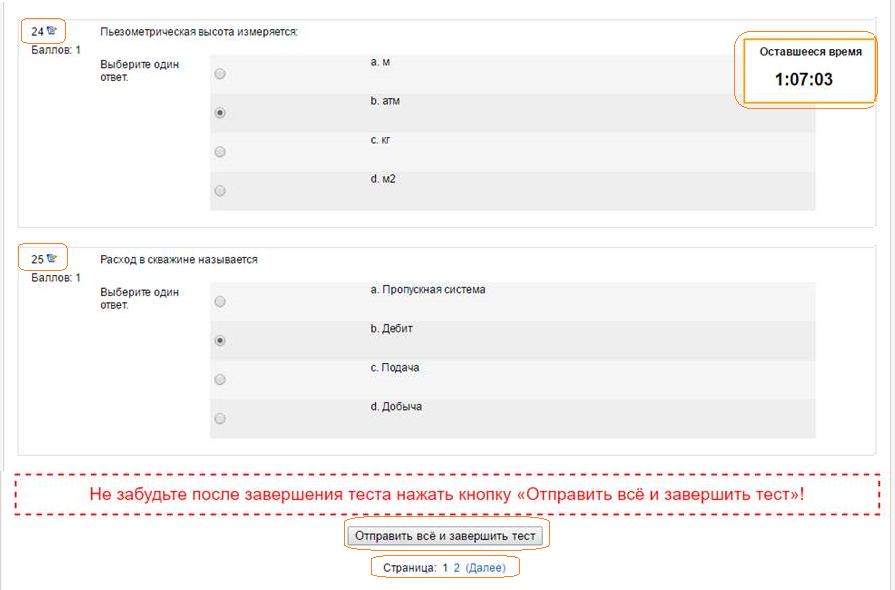 24
Баллов: 1
Пьезометрическая высота измеряется:
Выберите один
ответ.
a. м
b. атм
c. кг
d. м2
Оставшееся время
1:07:03
25
Баллов: 1
Расход в скважине называется
Выберите один
ответ.
a. Пропускная система
b. Дебит
c. Подача
d. Добыча
Не забудьте после завершения теста нажать кнопку «Отправить всё и завершить тест»!
Отправить всё и завершить тест
Страница: 1 2 (Далее)